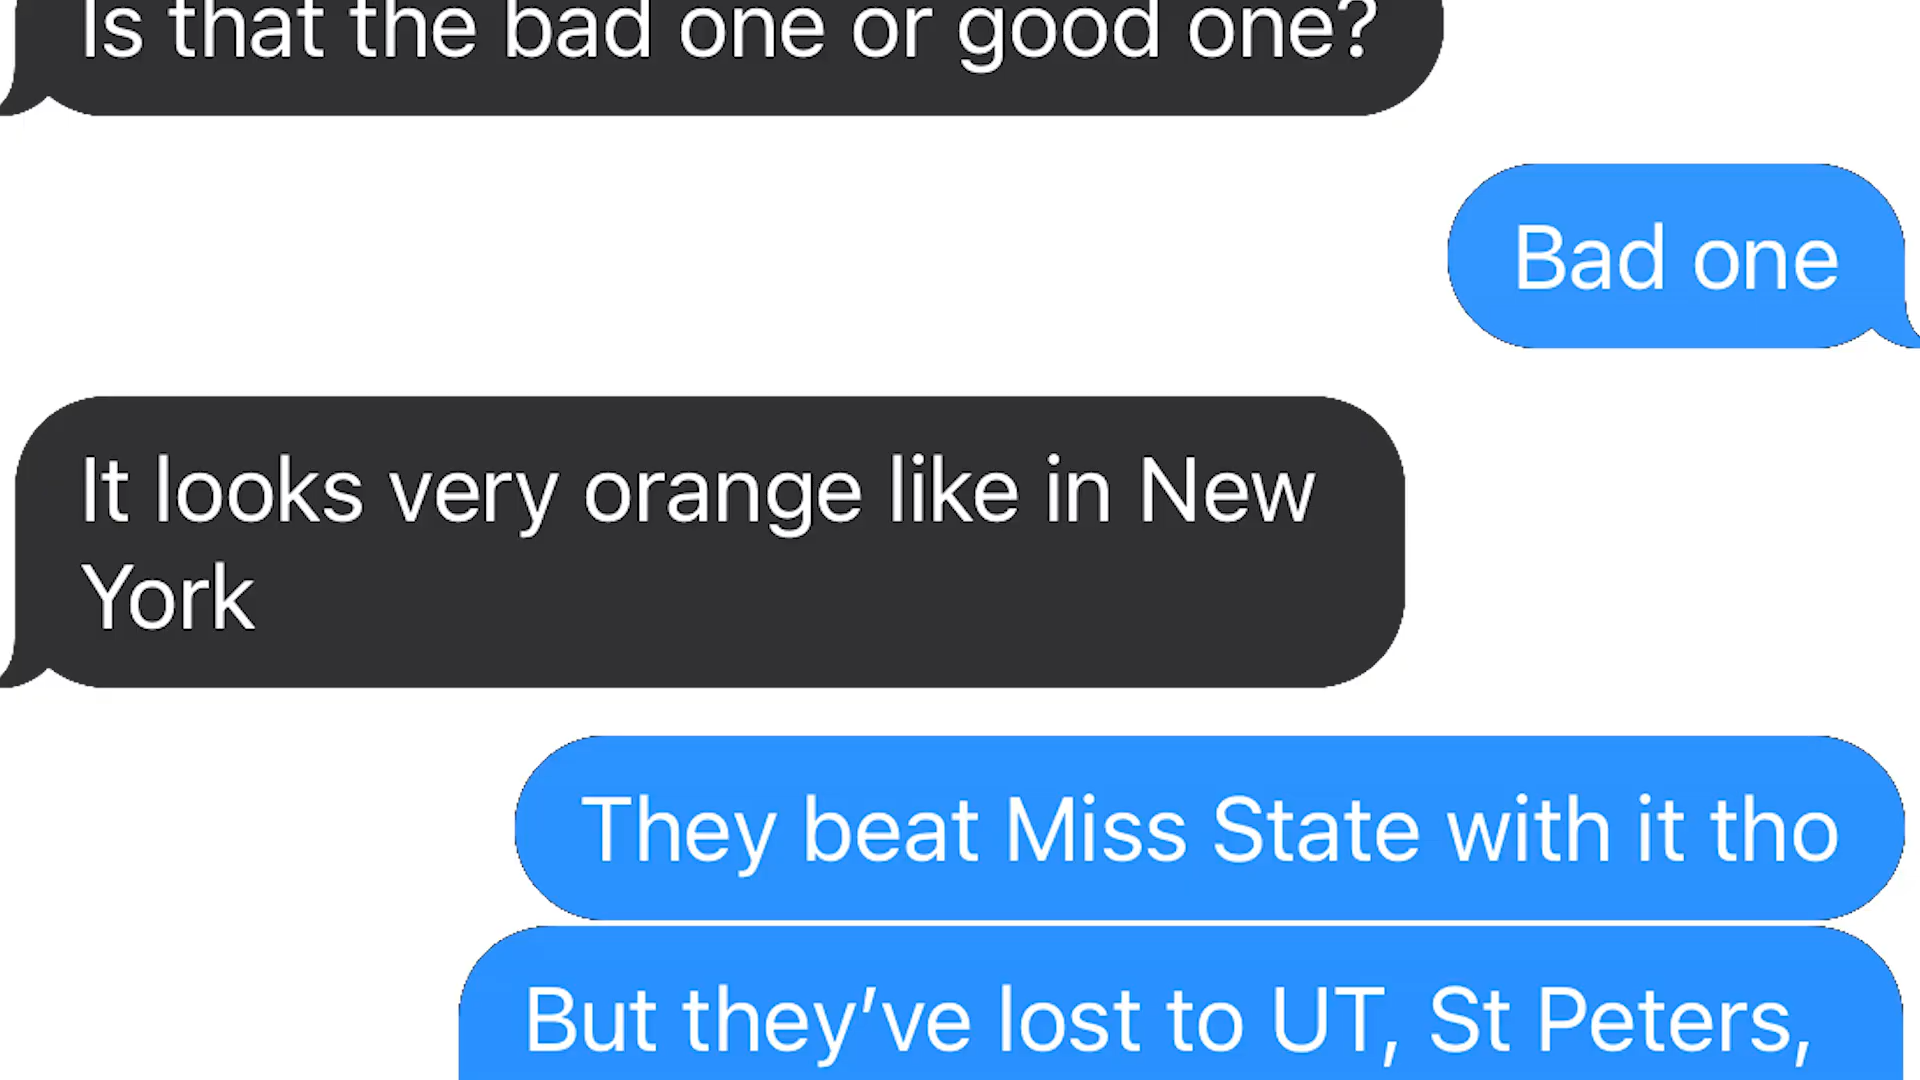 Is that the bad one or good one?
Bad one
It looks very orange like in New
York
They beat Miss State with it tho
But they’ve lost to UT, St Peters,